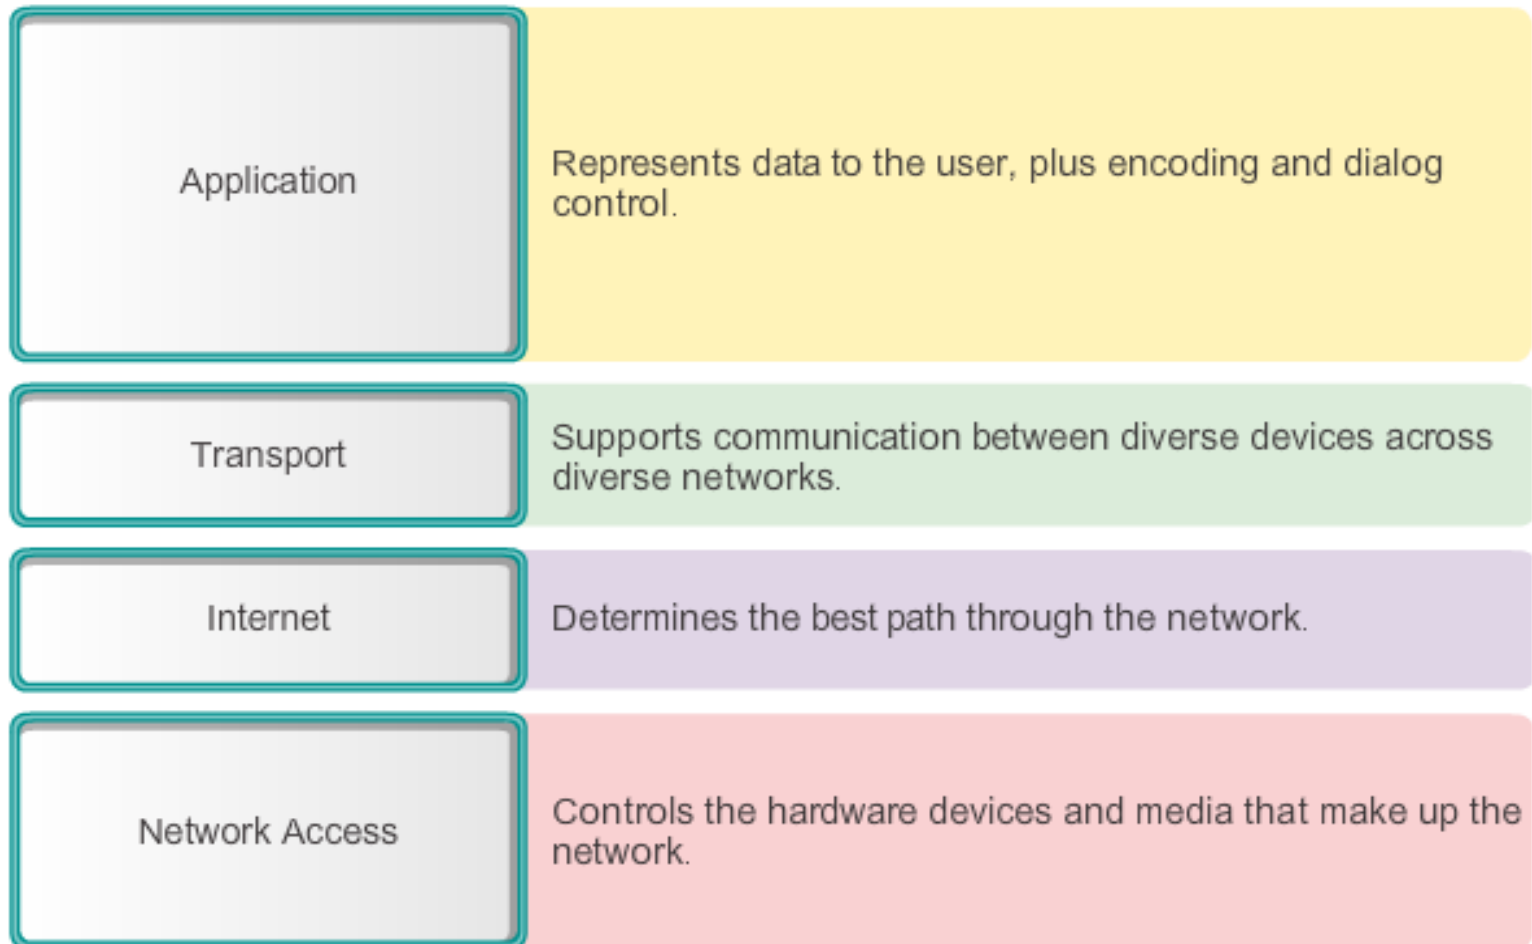 Application
Represents data to the user, plus encoding and dialog
control.
Transport
Supports communication between diverse devices across
diverse networks.
Internet
Determines the best path through the network.
Network Access
Controls the hardware devices and media that make up the
network.